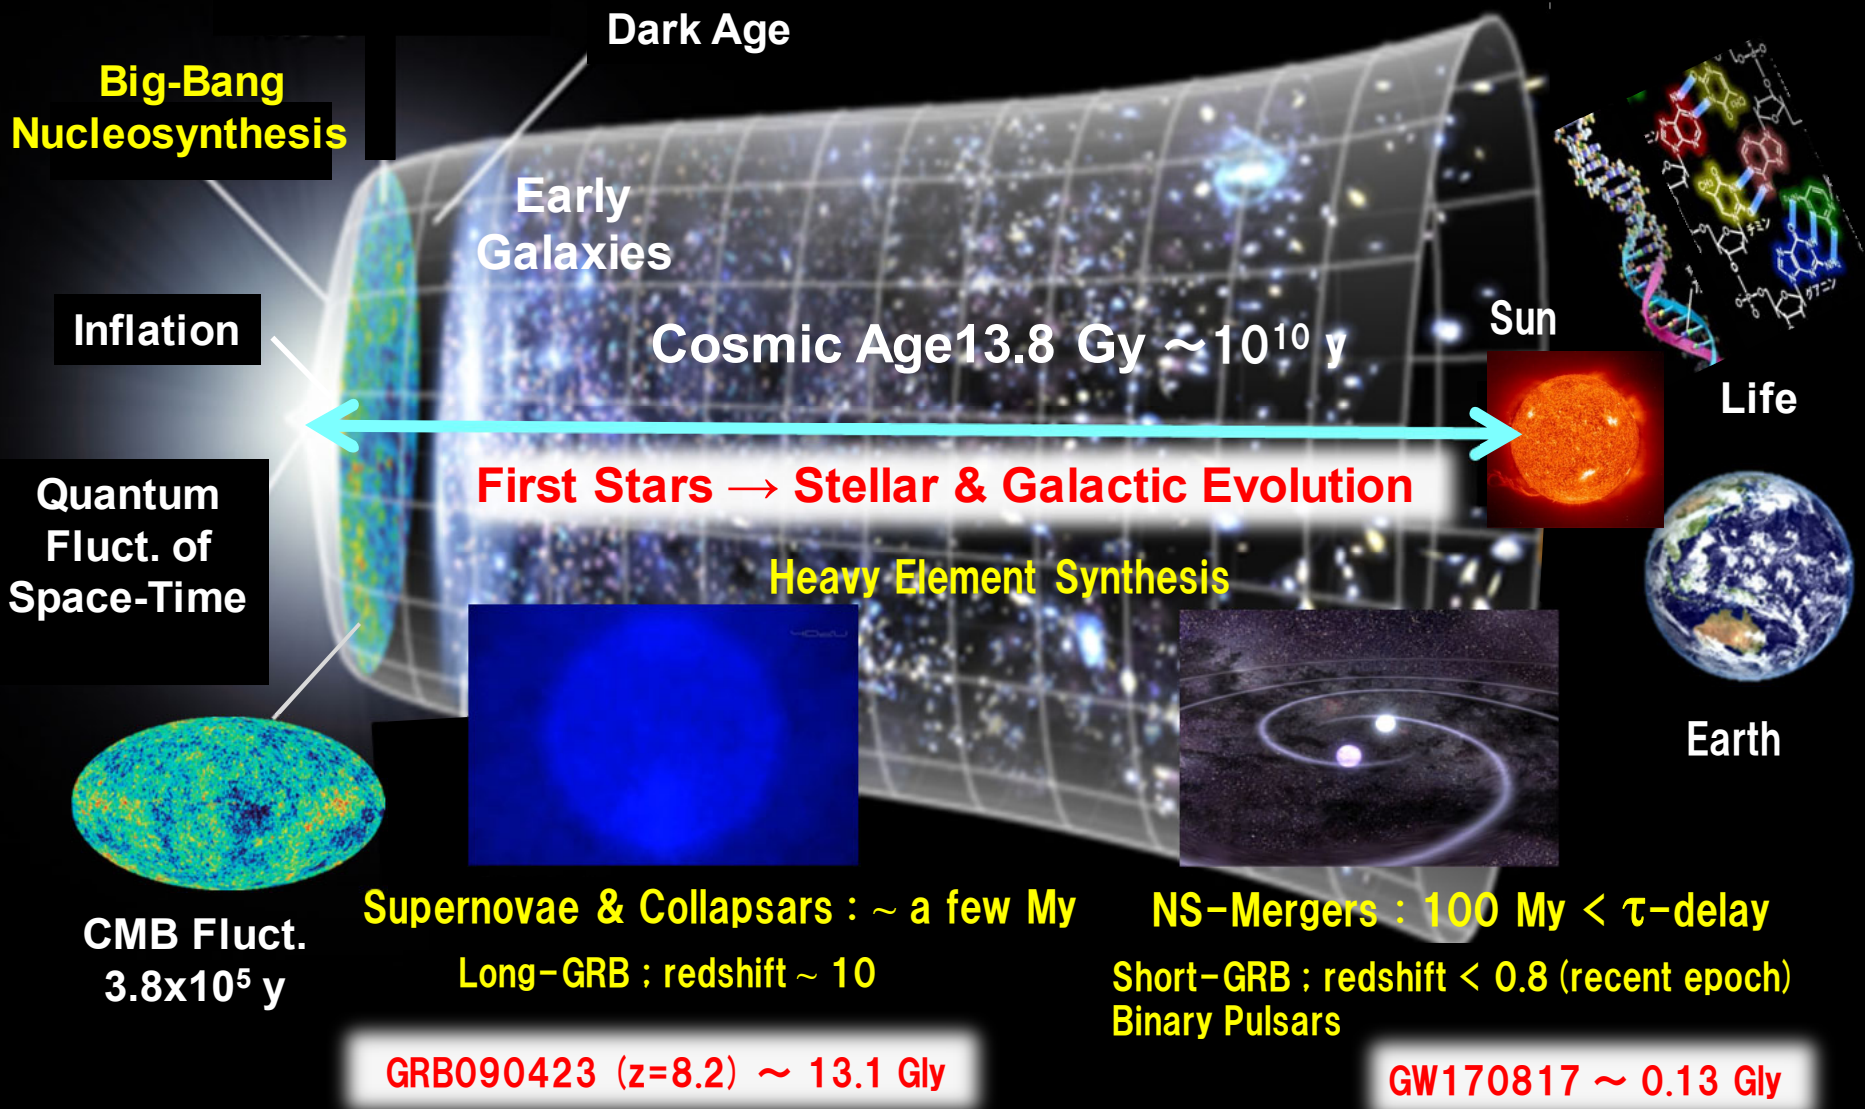 Dark Age
Big-Bang
Nucleosynthesis
Early
Galaxies
Inflation
Cosmic Age13.8 Gy ～10¹⁰ y
Sun
Life
First Stars → Stellar & Galactic Evolution
Quantum
Fluct. of
Space-Time
Heavy Element Synthesis
Earth
CMB Fluct.
3.8x10⁵ y
Supernovae & Collapsars : ~ a few My
Long-GRB ; redshift ~ 10
NS-Mergers : 100 My < τ-delay
Short-GRB ; redshift < 0.8 (recent epoch)
Binary Pulsars
GRB090423 (z=8.2) ～ 13.1 Gly
GW170817 ～ 0.13 Gly